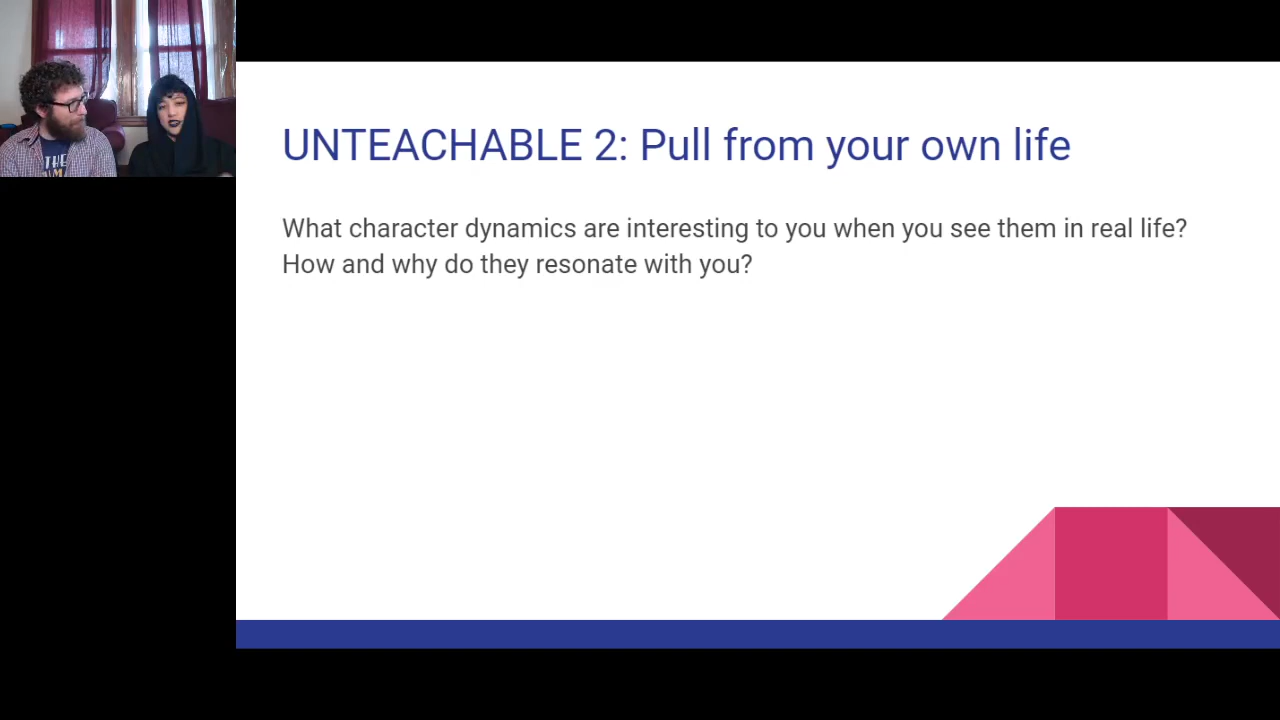 UNTEACHABLE 2: Pull from your own life
What character dynamics are interesting to you when you see them in real life?
How and why do they resonate with you?
THE